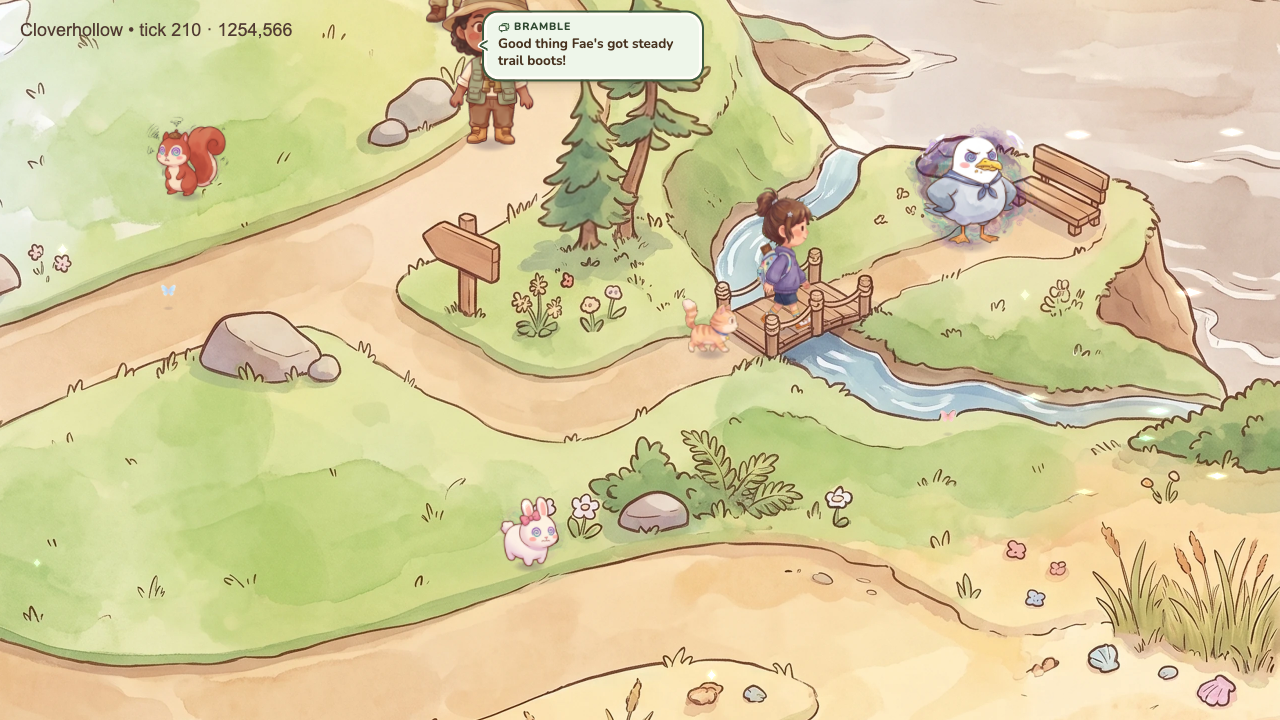 Cloverhollow • tick 210 · 1254,566
BRAMBLE
Good thing Fae's got steady
trail boots!